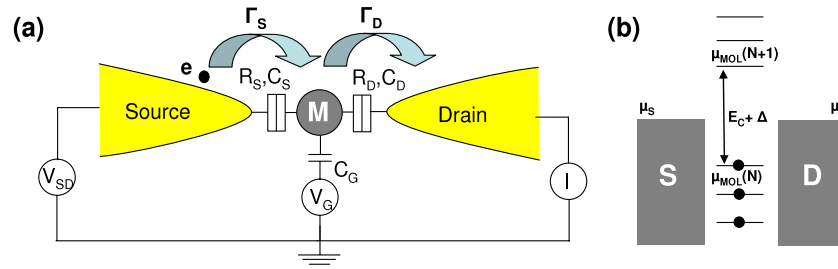 (a)
Γ_S
Γ_D
e
R_S,C_S
R_D,C_D
Source
M
Drain
V_SD
C_G
V_G
I
(b)
μ_MOL(N+1)
E_C + Δ
μ_S
μ
S
μ_MOL(N)
D